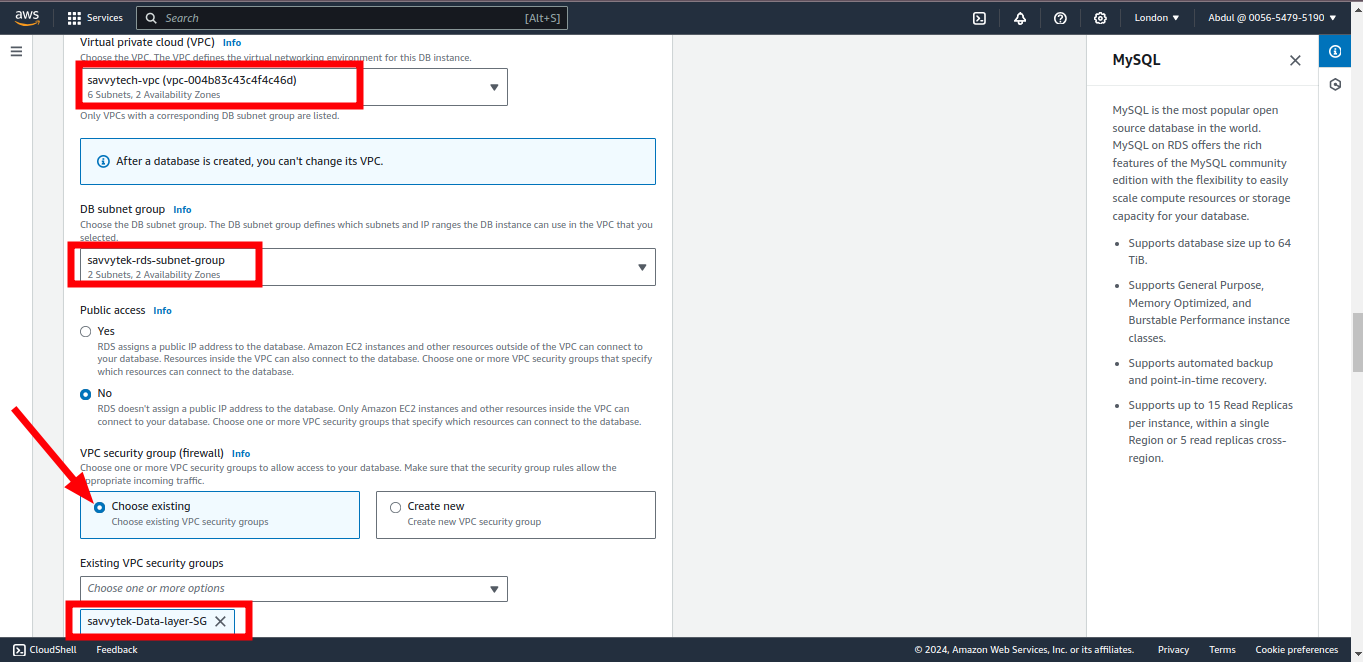 aws
Services
Search
[Alt+S]
London
Abdul @ 0056-5479-5190
Virtual private cloud (VPC) Info
Choose the VPC. The VPC defines the virtual networking environment for this DB instance.
savvytech-vpc (vpc-004b83c43c4f4c46d)
6 Subnets, 2 Availability Zones
Only VPCs with a corresponding DB subnet group are listed.
After a database is created, you can't change its VPC.
DB subnet group Info
Choose the DB subnet group. The DB subnet group defines which subnets and IP ranges the DB instance can use in the VPC that you
selected.
savvytek-rds-subnet-group
2 Subnets, 2 Availability Zones
Public access Info
Yes
RDS assigns a public IP address to the database. Amazon EC2 instances and other resources outside of the VPC can connect to
your database. Resources inside the VPC can also connect to the database. Choose one or more VPC security groups that specify
which resources can connect to the database.
No
RDS doesn't assign a public IP address to the database. Only Amazon EC2 instances and other resources inside the VPC can
connect to your database. Choose one or more VPC security groups that specify which resources can connect to the database.
VPC security group (firewall) Info
Choose one or more VPC security groups to allow access to your database. Make sure that the security group rules allow the
ppropriate incoming traffic.
Choose existing
Choose existing VPC security groups
Create new
Create new VPC security group
Existing VPC security groups
Choose one or more options
savvytek-Data-layer-SG
MySQL
MySQL is the most popular open
source database in the world.
MySQL on RDS offers the rich
features of the MySQL community
edition with the flexibility to easily
scale compute resources or storage
capacity for your database.
• Supports database size up to 64
TiB.
• Supports General Purpose,
Memory Optimized, and
Burstable Performance instance
classes.
• Supports automated backup
and point-in-time recovery.
• Supports up to 15 Read Replicas
per instance, within a single
Region or 5 read replicas cross-
region.
CloudShell
Feedback
© 2024, Amazon Web Services, Inc. or its affiliates.
Privacy
Terms
Cookie preferences